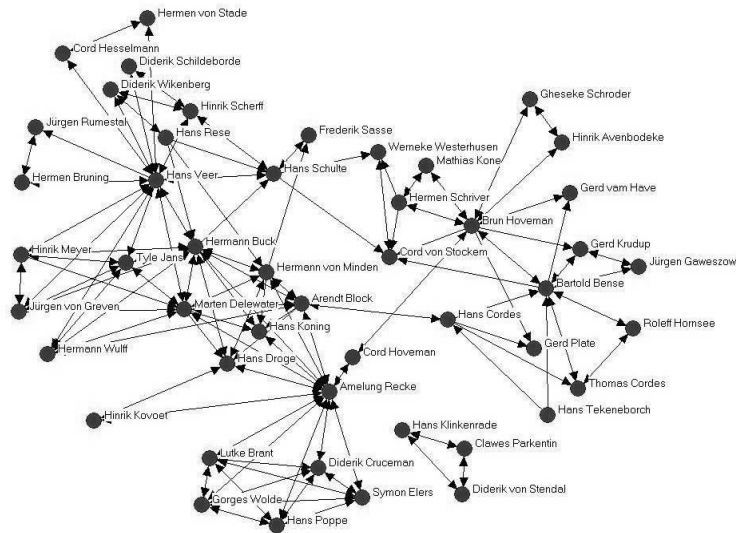 Hermen von Stade
Cord Hesselmann
Diderik Schildeborde
Diderik Wikenberg
Gheseke Schroder
Hinrik Scherff
Jürgen Rumestal
Hans Rese
Frederik Sasse
Hinrik Avenbodeke
Werneke Westerhusen
Mathias Kone
Hans Schulte
Hermen Bruning
Hans Veer
Gerd vam Have
Hermen Schriver
Brun Hoveman
Hinrik Meyer
Hermann Buck
Gerd Krudup
Tyle Jans
Cord von Stockem
Jürgen Gaweszow
Hermann von Minden
Bartold Bense
Jürgen von Greven
Marten Delewater
Arendt Block
Hans Cordes
Roleff Hornsee
Hans Koning
Hermann Wulff
Gerd Plate
Hans Droge
Cord Hoveman
Thomas Cordes
Amelung Recke
Hans Tekeneborch
Hinrik Kovoet
Hans Klinkenrade
Clawes Parkentin
Lutke Brant
Diderik Cruceman
Diderik von Stendal
Symon Elers
Gorges Wolde
Hans Poppe